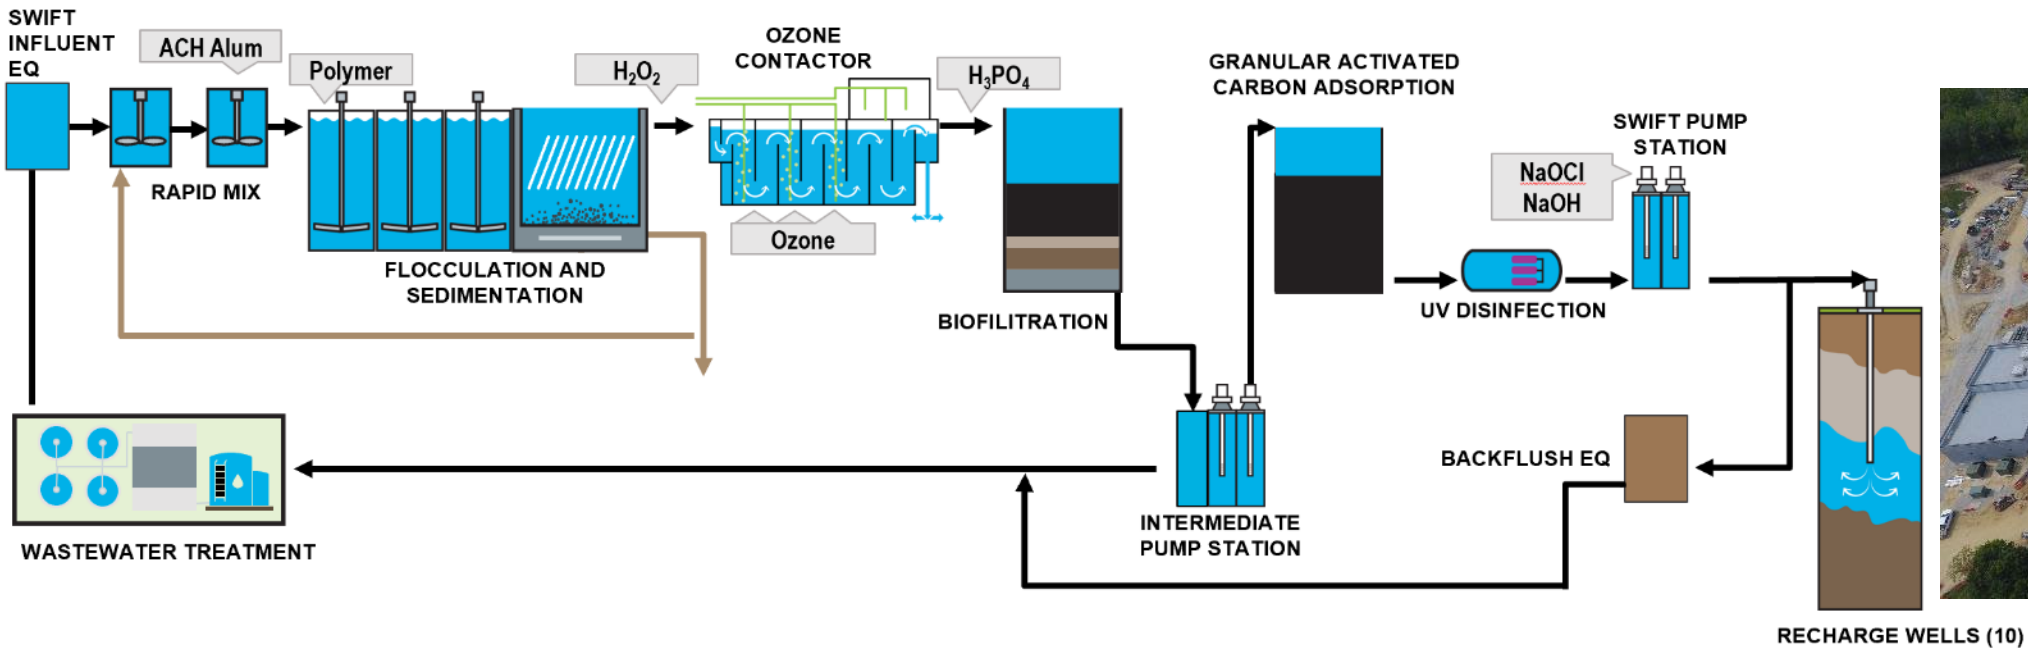 SWIFT
INFLUENT
EQ
ACH Alum
RAPID MIX
Polymer
FLOCCULATION AND
SEDIMENTATION
H₂O₂
OZONE
CONTACTOR
Ozone
H₃PO₄
BIOFILITRATION
INTERMEDIATE
PUMP STATION
GRANULAR ACTIVATED
CARBON ADSORPTION
UV DISINFECTION
NaOCl
NaOH
SWIFT PUMP
STATION
BACKFLUSH EQ
RECHARGE WELLS (10)
WASTEWATER TREATMENT